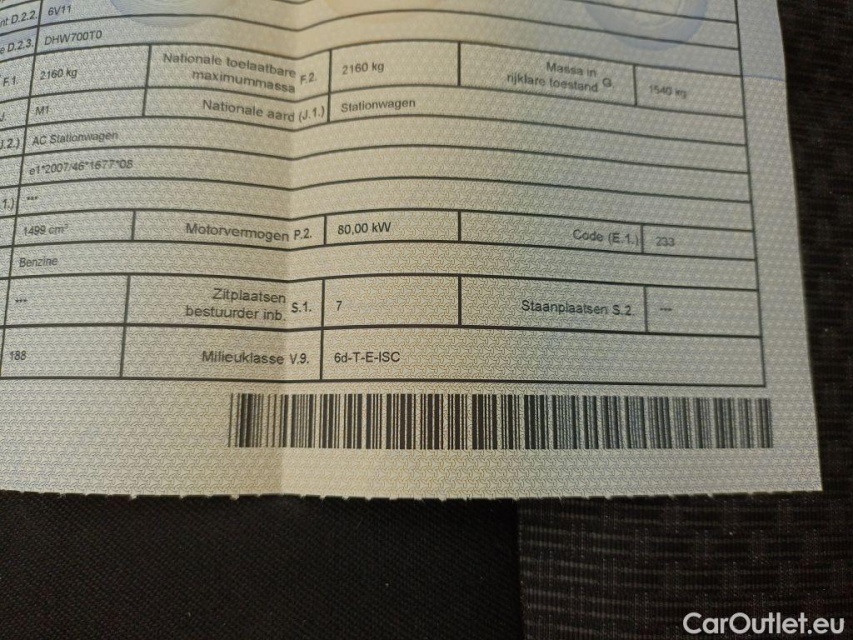 nt D.2.2. 6V11
e D.2.3. DHW700T0
F.1. 2160 kg Nationale toelaatbare maximummassa F.2. 2160 kg Massa in rijklare toestand G. 1540 kg
J. M1 Nationale aard (J.1.) Stationwagen
J.2.) AC Stationwagen
e1*2007/46*1677*08
1.) ---
1499 cm³ Motorvermogen P.2. 80,00 kW Code (E.1.) 233
Benzine
--- Zitplaatsen bestuurder inb. S.1. 7 Staanplaatsen S.2. ---
188 Milieuklasse V.9. 6d-T-E-ISC
CarOutlet.eu